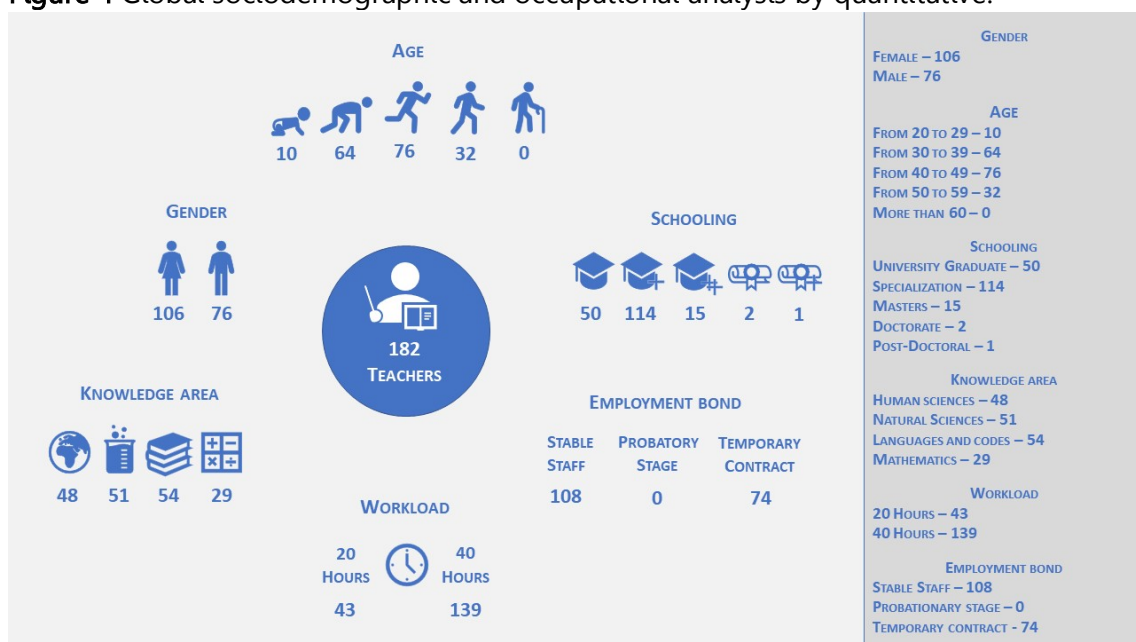 Figure 1 Global sociodemographic and occupational analysis by quantitative.
AGE
10 64 76 32 0
GENDER
106 76
SCHOOLING
50 114 15 2 1
182
TEACHERS
KNOWLEDGE AREA
48 51 54 29
EMPLOYMENT BOND
STABLE STAFF
PROBATORY STAGE
TEMPORARY CONTRACT
108 0 74
WORKLOAD
20 HOURS
40 HOURS
43 139
GENDER
FEMALE – 106
MALE – 76
AGE
FROM 20 TO 29 – 10
FROM 30 TO 39 – 64
FROM 40 TO 49 – 76
FROM 50 TO 59 – 32
MORE THAN 60 – 0
SCHOOLING
UNIVERSITY GRADUATE – 50
SPECIALIZATION – 114
MASTERS – 15
DOCTORATE – 2
POST-DOCTORAL – 1
KNOWLEDGE AREA
HUMAN SCIENCES – 48
NATURAL SCIENCES – 51
LANGUAGES AND CODES – 54
MATHEMATICS – 29
WORKLOAD
20 HOURS – 43
40 HOURS – 139
EMPLOYMENT BOND
STABLE STAFF – 108
PROBATIONARY STAGE – 0
TEMPORARY CONTRACT - 74